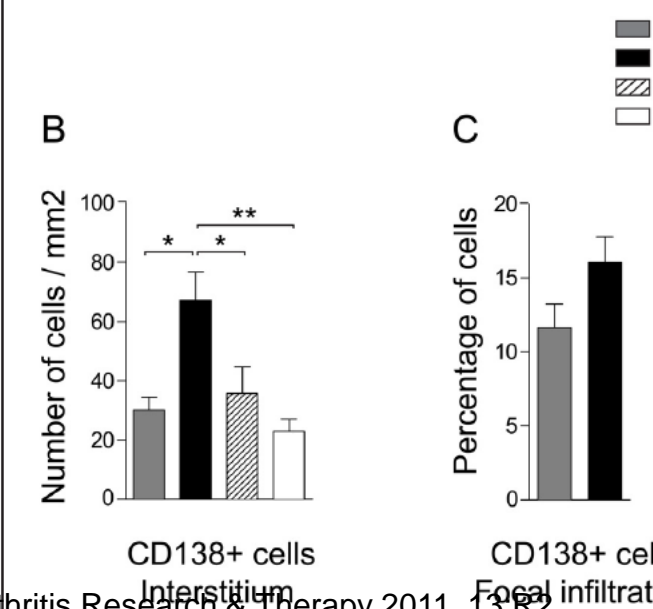 B
C
Number of cells / mm2
100
80
60
40
20
0
*
*
**
Percentage of cells
20
15
10
5
0
CD138+ cells
Interstitium
CD138+ cel
Focal infiltrat
thritis Research & Therapy 2011, 13:R2